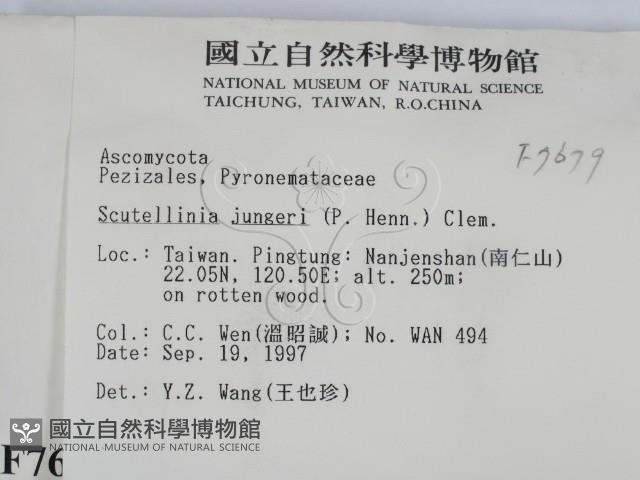 國立自然科學博物館
NATIONAL MUSEUM OF NATURAL SCIENCE
TAICHUNG, TAIWAN, R.O.CHINA
F-7679
Ascomycota
Pezizales, Pyronemataceae
Scutellinia jungeri (P. Henn.) Clem.
Loc.: Taiwan. Pingtung: Nanjenshan(南仁山)
22.05N, 120.50E; alt. 250m;
on rotten wood.
Col.: C.C. Wen(溫昭誠); No. WAN 494
Date: Sep. 19, 1997
Det.: Y.Z. Wang(王也珍)
國立自然科學博物館
NATIONAL MUSEUM OF NATURAL SCIENCE
F76